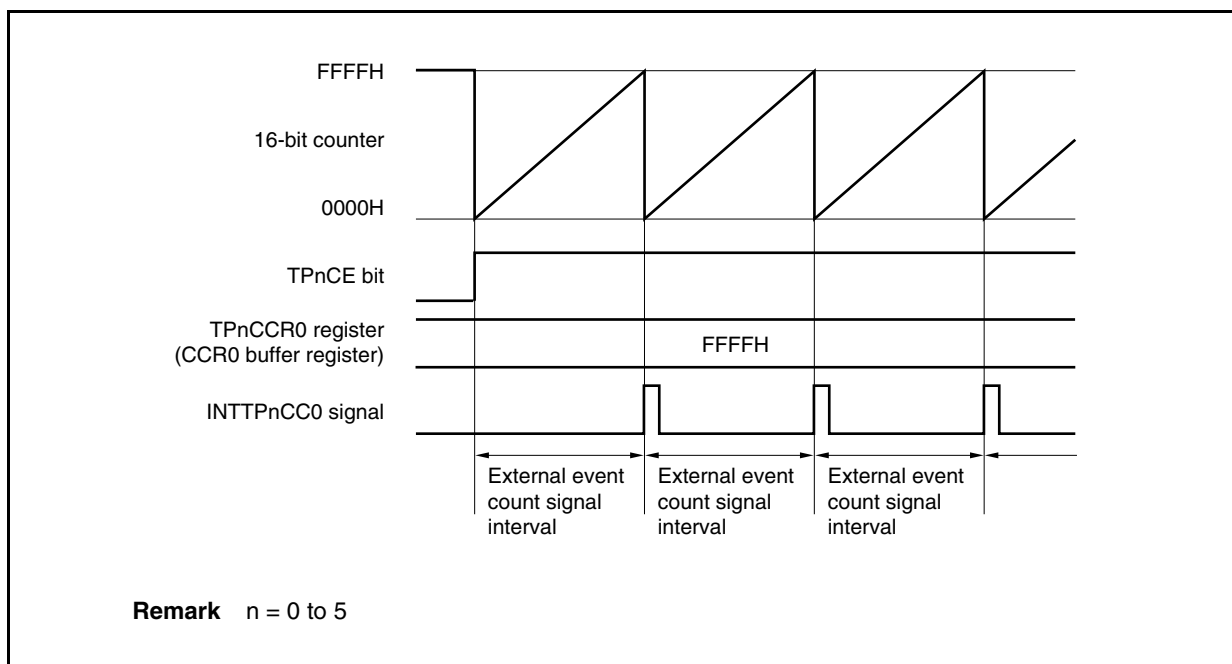 FFFFH
16-bit counter
0000H
TPnCE bit
TPnCCR0 register
(CCR0 buffer register)
FFFFH
INTTPnCC0 signal
External event
count signal
interval
External event
count signal
interval
External event
count signal
interval
Remark n = 0 to 5